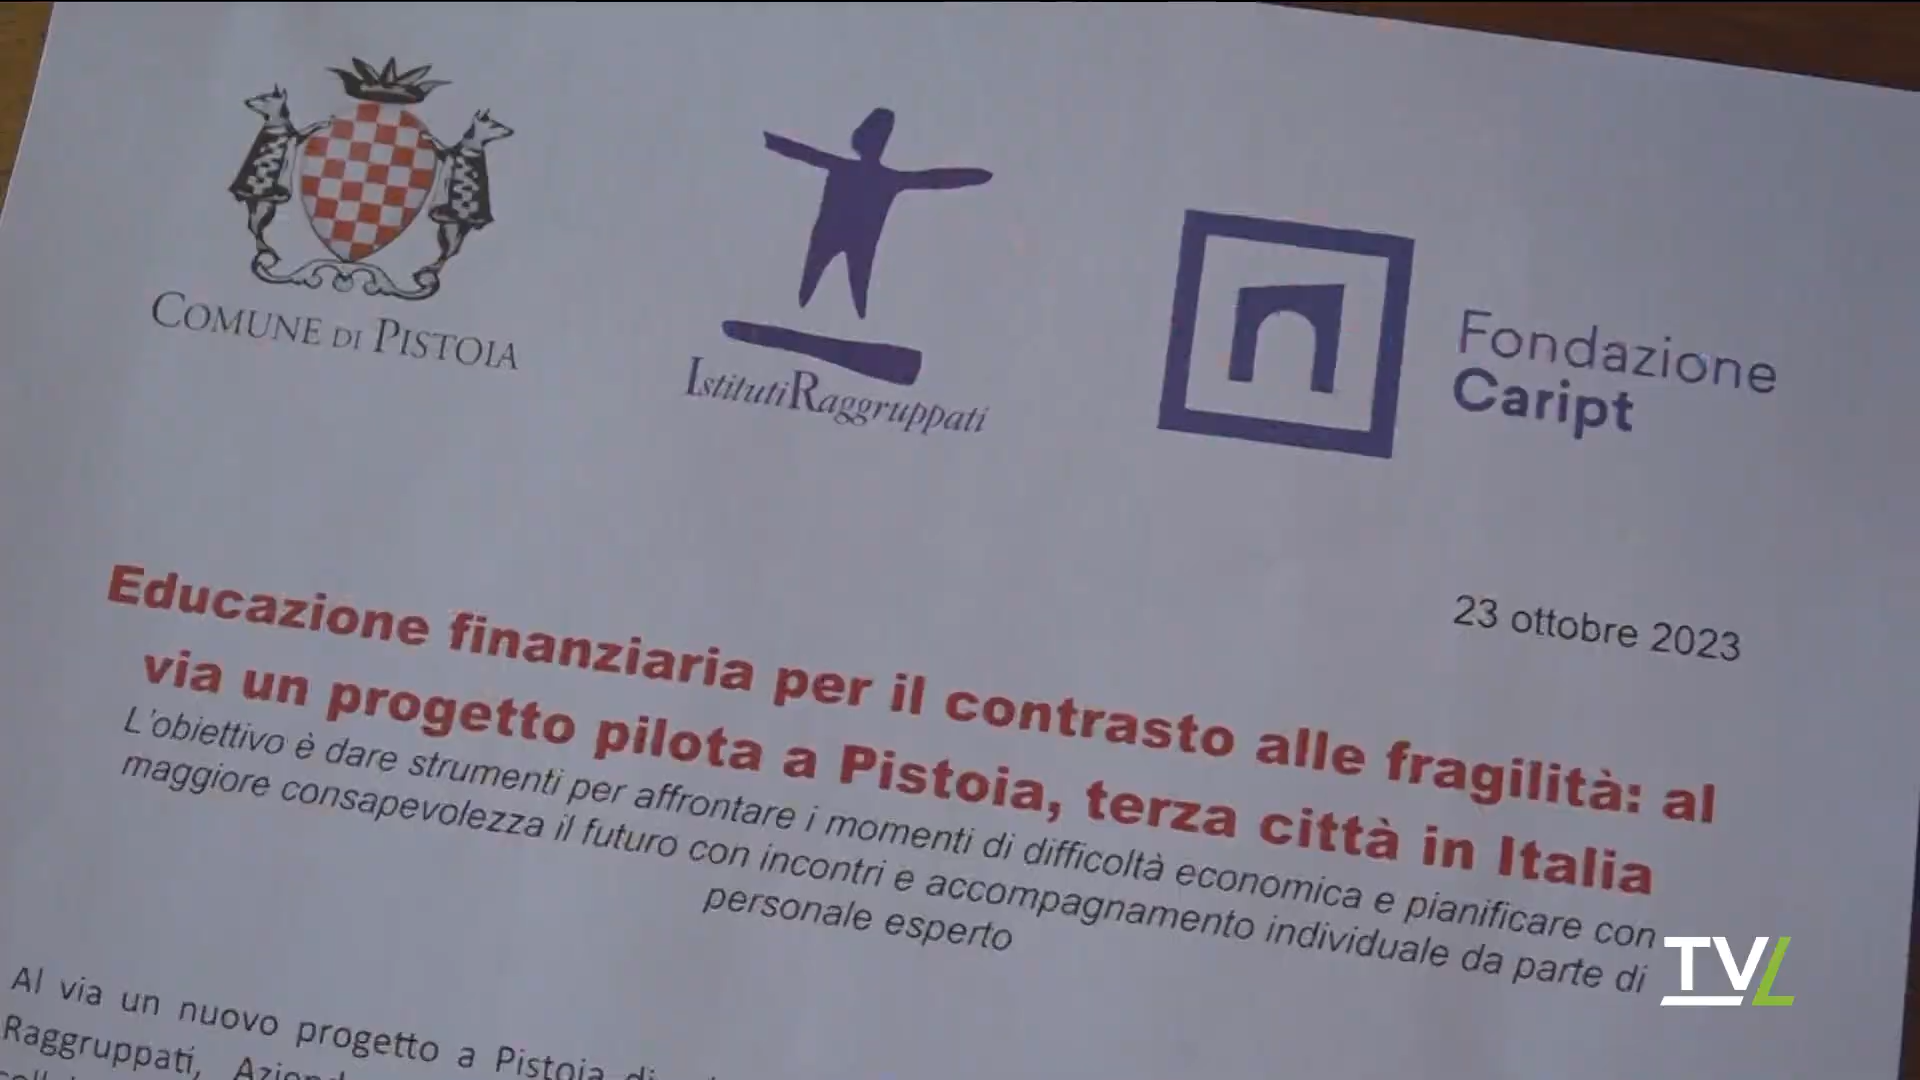 COMUNE DI PISTOIA
IstitutiRaggruppati
Fondazione
Caript
23 ottobre 2023
Educazione finanziaria per il contrasto alle fragilità: al
via un progetto pilota a Pistoia, terza città in Italia
L'obiettivo è dare strumenti per affrontare i momenti di difficoltà economica e pianificare con
maggiore consapevolezza il futuro con incontri e accompagnamento individuale da parte di
personale esperto
Al via un nuovo progetto a Pistoia di
Raggruppati,
TVL